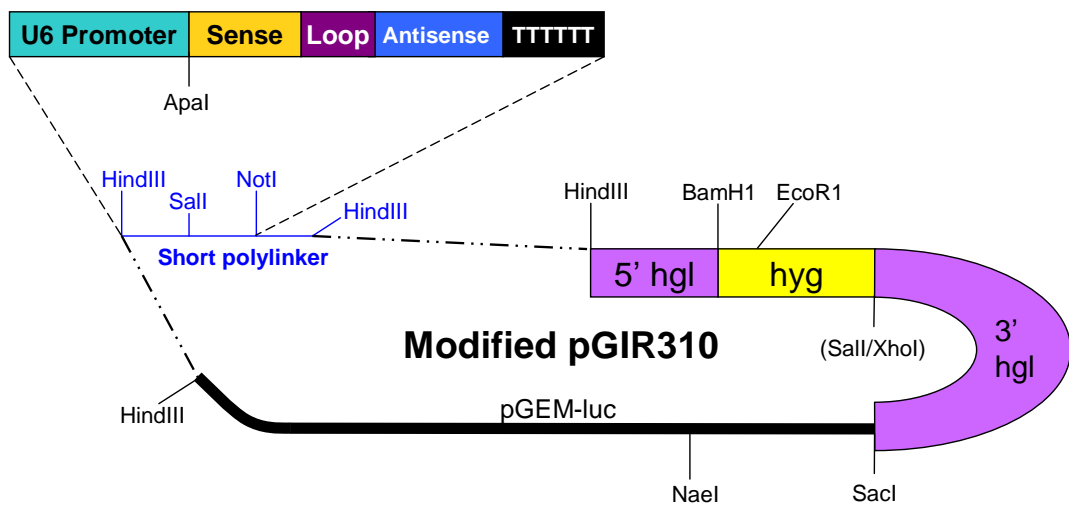 U6 Promoter Sense Loop Antisense TTTTTT
ApaI
HindIII
SalI
NotI
HindIII
Short polylinker
HindIII
BamH1
EcoR1
5’ hgl
hyg
3’
hgl
(SalI/XhoI)
Modified pGIR310
HindIII
pGEM-luc
NaeI
SacI